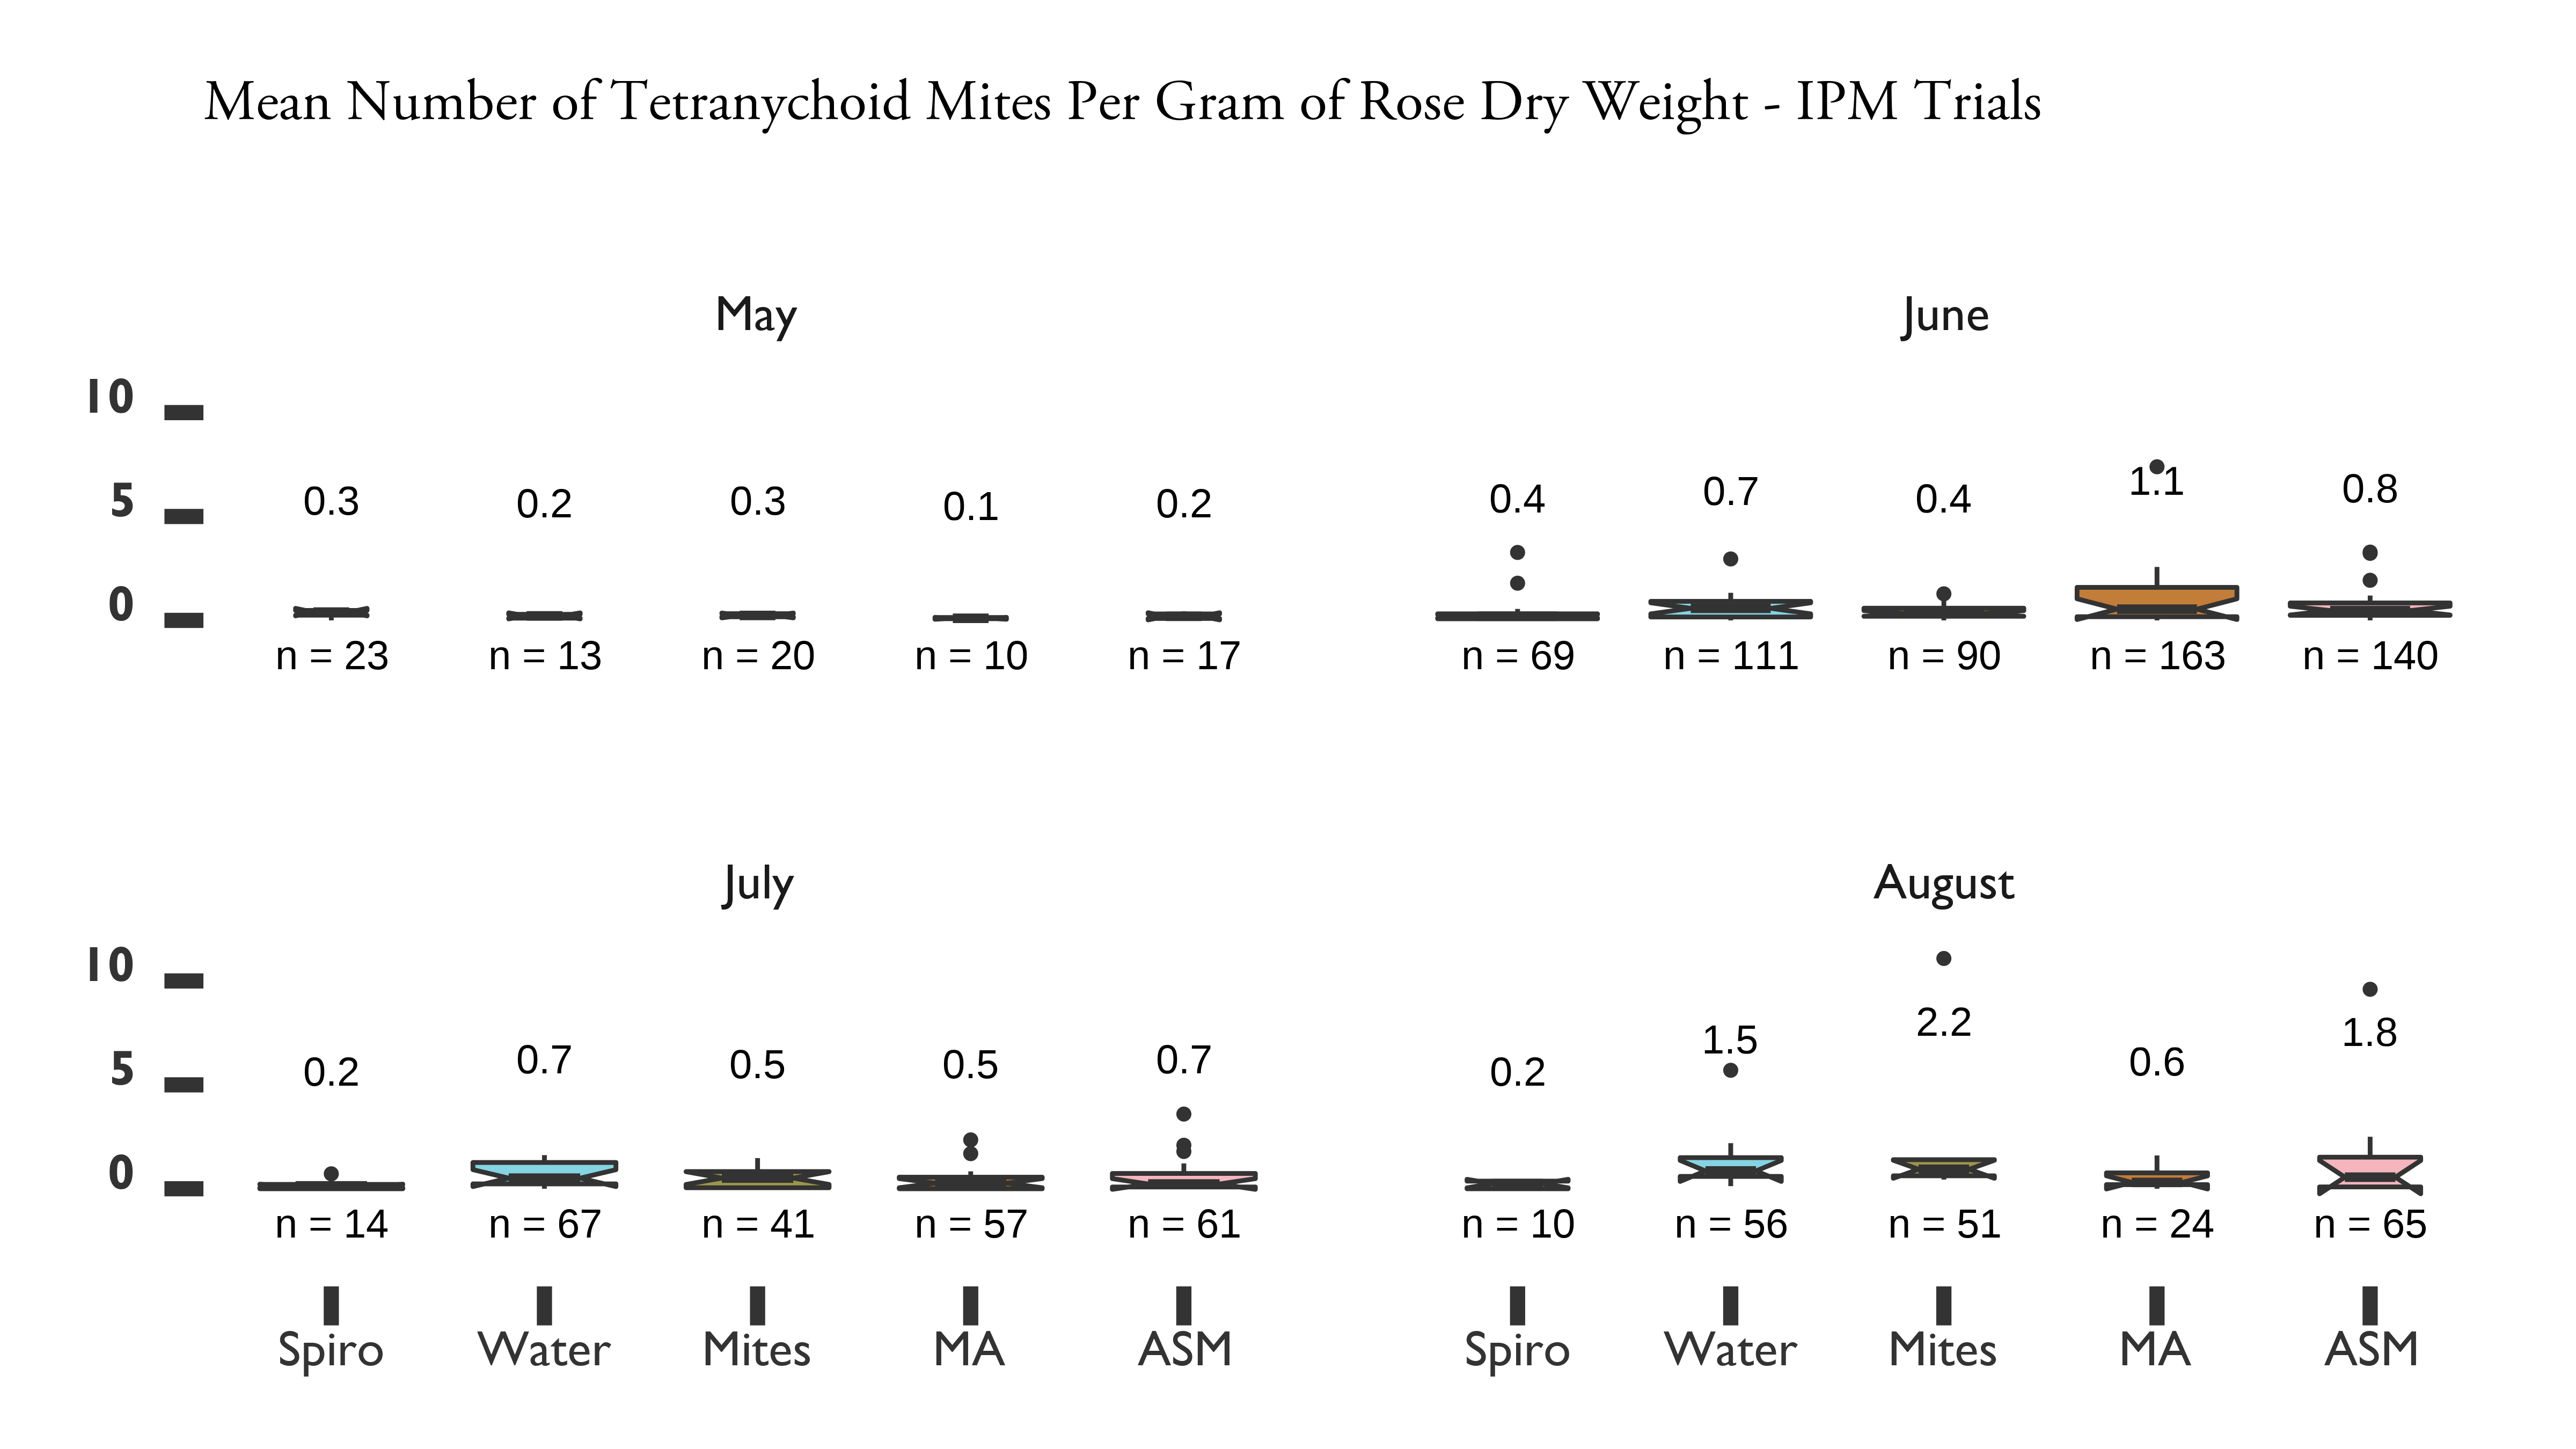 Mean Number of Tetranychoid Mites Per Gram of Rose Dry Weight - IPM Trials
May
June
10
5
0
0.3 0.2 0.3 0.1 0.2
0.4 0.7 0.4 1.1 0.8
n = 23 n = 13 n = 20 n = 10 n = 17
n = 69 n = 111 n = 90 n = 163 n = 140
July
August
10
5
0
0.2 0.7 0.5 0.5 0.7
0.2 1.5 2.2 0.6 1.8
n = 14 n = 67 n = 41 n = 57 n = 61
n = 10 n = 56 n = 51 n = 24 n = 65
Spiro Water Mites MA ASM
Spiro Water Mites MA ASM